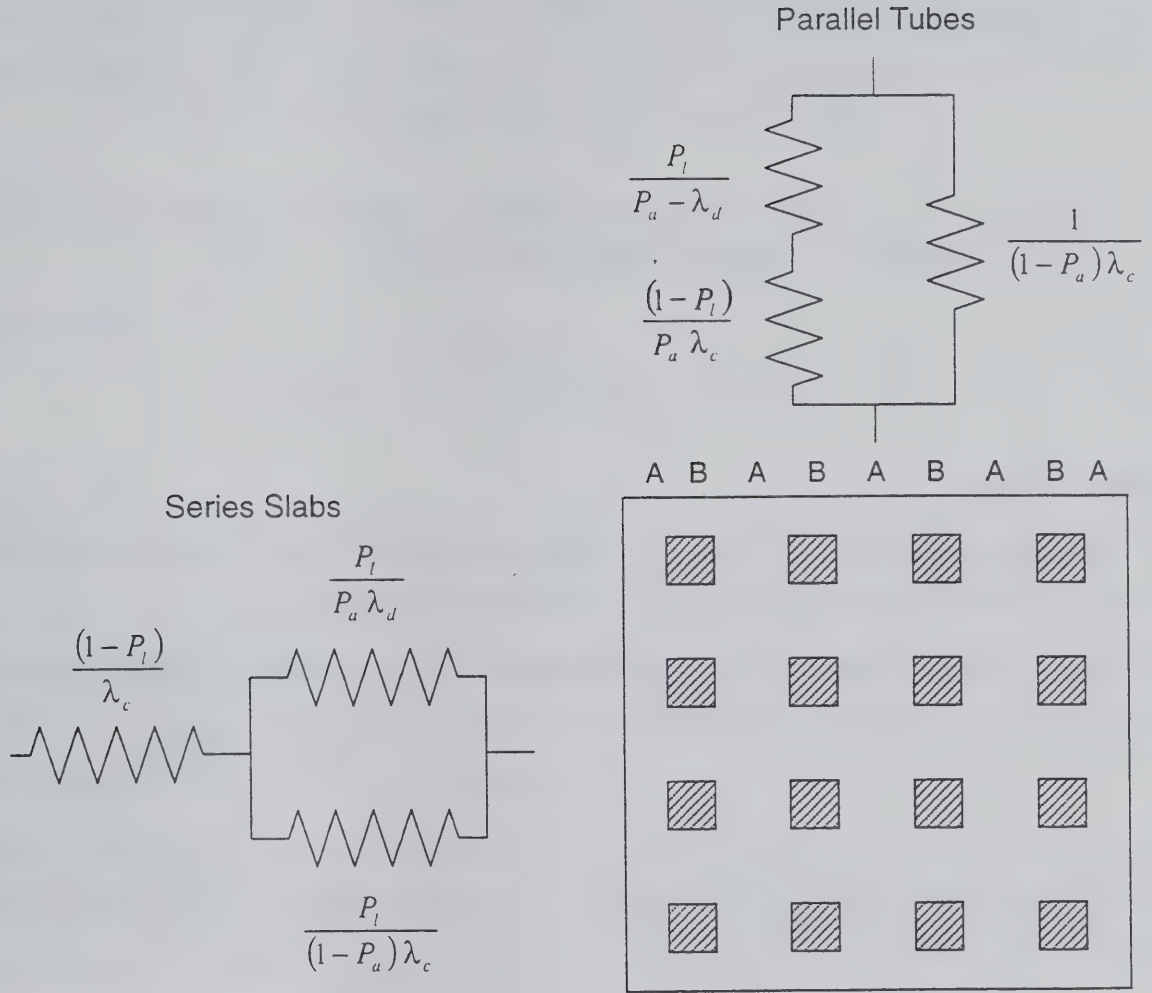 Parallel Tubes
P_l / (P_a − λ_d)
(1 − P_l) / (P_a λ_c)
1 / ((1 − P_a) λ_c)
A B A B A B A B A
Series Slabs
P_l / (P_a λ_d)
(1 − P_l) / λ_c
P_l / ((1 − P_a) λ_c)